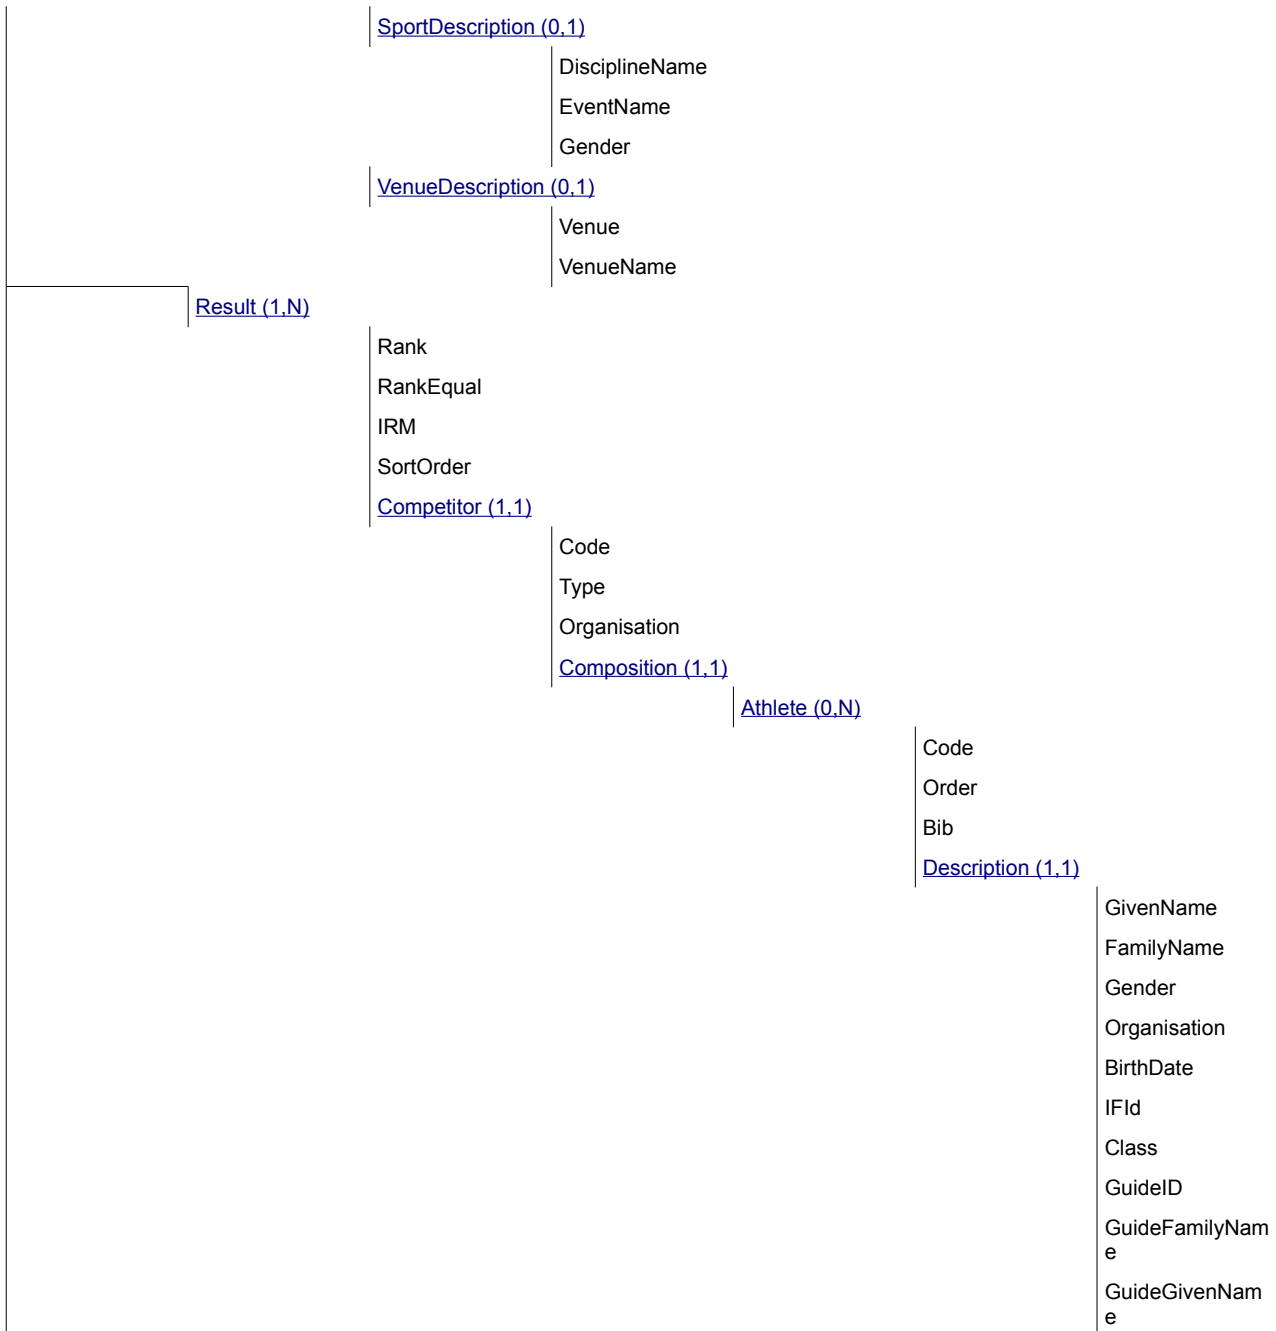 SportDescription (0,1)
DisciplineName
EventName
Gender
VenueDescription (0,1)
Venue
VenueName
Result (1,N)
Rank
RankEqual
IRM
SortOrder
Competitor (1,1)
Code
Type
Organisation
Composition (1,1)
Athlete (0,N)
Code
Order
Bib
Description (1,1)
GivenName
FamilyName
Gender
Organisation
BirthDate
IFId
Class
GuideID
GuideFamilyNam
e
GuideGivenNam
e